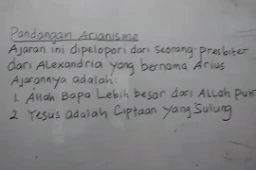 Pandangan Arianisme
Ajaran ini dipelopori dari seorang presbiter
dari Alexandria yang bernama Arius
Ajarannya adalah:
1. Allah Bapa Lebih besar dari Allah Putr
2 Yesus adalah Ciptaan Yang Sulung